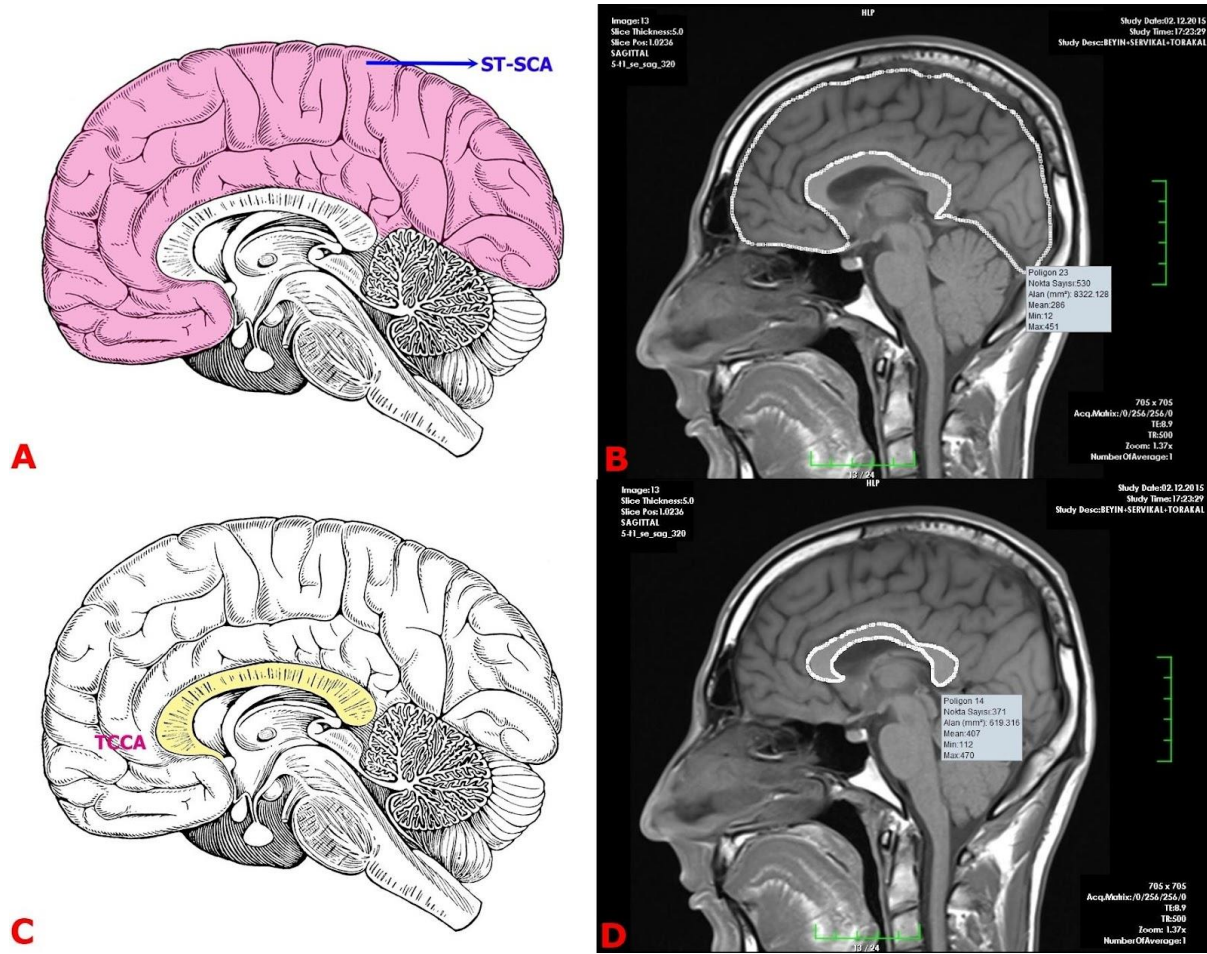 ST-SCA
A
HLP
Image:13
Slice Thickness:5.0
Slice Pos:1.0236
SAGITTAL
5-t1_se_sag_320
Study Date:02.12.2015
Study Time:17:23:29
Study Desc:BEYIN+SERVIKAL+TORAKAL
Poligon 23
Nokta Sayısı:530
Alan (mm²): 8322.128
Mean:286
Min:12
Max:451
705 x 705
Acq.Matrix:/0/256/256/0
TE:8.9
TR:500
Zoom: 1.37x
NumberOfAverage:1
13 / 24
B
TCCA
C
HLP
Image:13
Slice Thickness:5.0
Slice Pos:1.0236
SAGITTAL
5-t1_se_sag_320
Study Date:02.12.2015
Study Time:17:23:29
Study Desc:BEYIN+SERVIKAL+TORAKAL
Poligon 14
Nokta Sayısı:371
Alan (mm²): 619.316
Mean:407
Min:112
Max:470
705 x 705
Acq.Matrix:/0/256/256/0
TE:8.9
TR:500
Zoom: 1.37x
NumberOfAverage:1
13 / 24
D